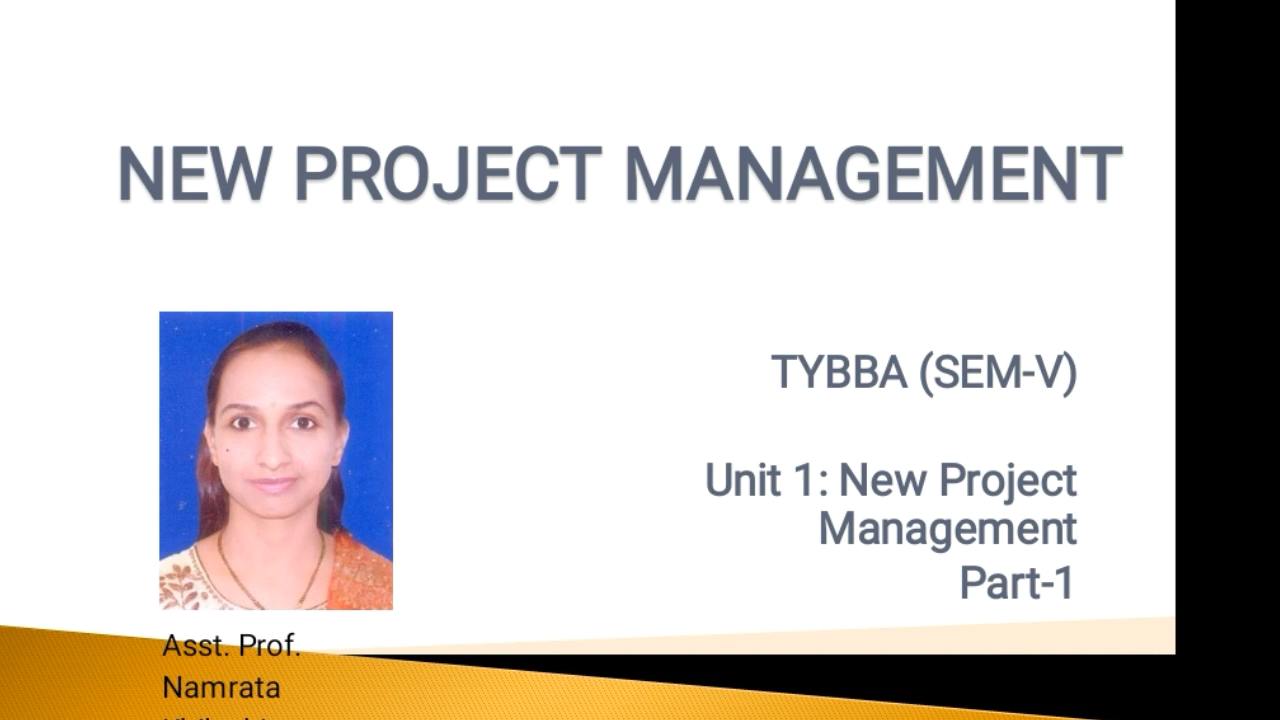 NEW PROJECT MANAGEMENT
TYBBA (SEM-V)
Unit 1: New Project
Management
Part-1
Asst. Prof.
Namrata